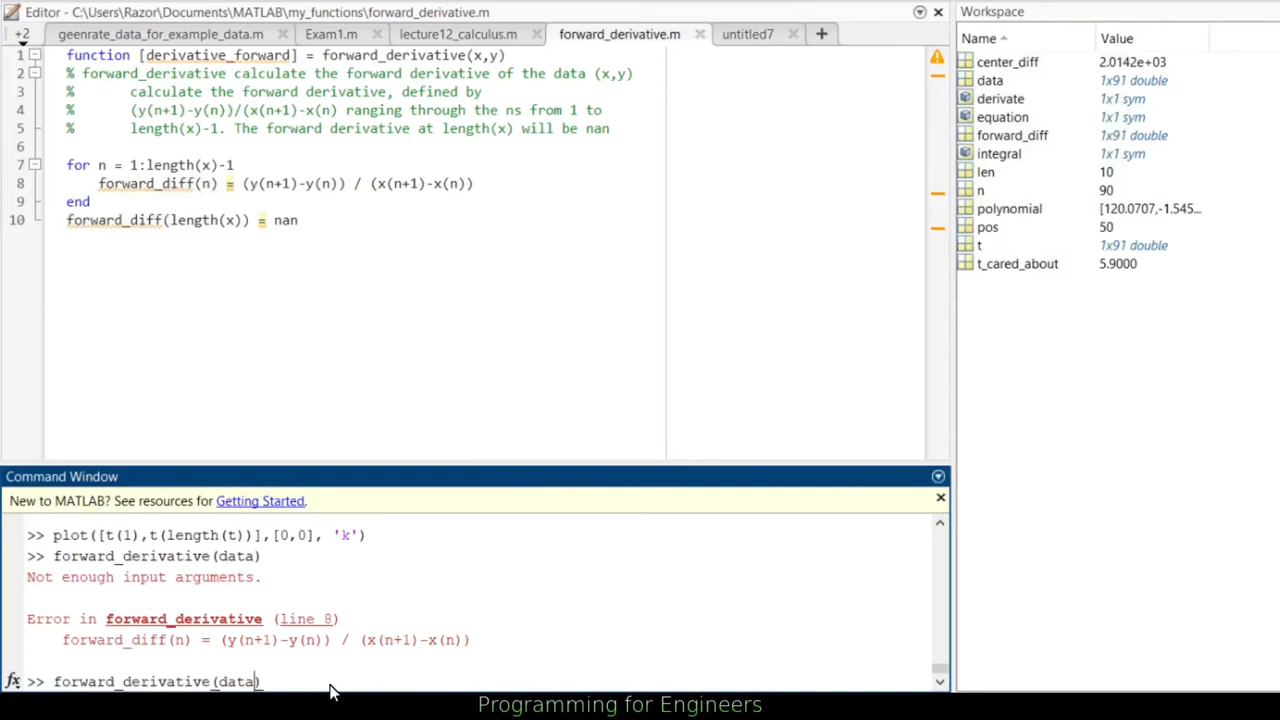 Editor - C:\Users\Razor\Documents\MATLAB\my_functions\forward_derivative.m
+2 geenrate_data_for_example_data.m Exam1.m lecture12_calculus.m forward_derivative.m untitled7
1 function [derivative_forward] = forward_derivative(x,y)
2 % forward_derivative calculate the forward derivative of the data (x,y)
3 % calculate the forward derivative, defined by
4 % (y(n+1)-y(n))/(x(n+1)-x(n) ranging through the ns from 1 to
5 % length(x)-1. The forward derivative at length(x) will be nan
6
7 for n = 1:length(x)-1
8 forward_diff(n) = (y(n+1)-y(n)) / (x(n+1)-x(n))
9 end
10 forward_diff(length(x)) = nan
Workspace
Name Value
center_diff 2.0142e+03
data 1x91 double
derivate 1x1 sym
equation 1x1 sym
forward_diff 1x91 double
integral 1x1 sym
len 10
n 90
polynomial [120.0707,-1.545...
pos 50
t 1x91 double
t_cared_about 5.9000
Command Window
New to MATLAB? See resources for Getting Started.
>> plot([t(1),t(length(t))],[0,0], 'k')
>> forward_derivative(data)
Not enough input arguments.
Error in forward_derivative (line 8)
forward_diff(n) = (y(n+1)-y(n)) / (x(n+1)-x(n))
fx >> forward_derivative(data)
Programming for Engineers